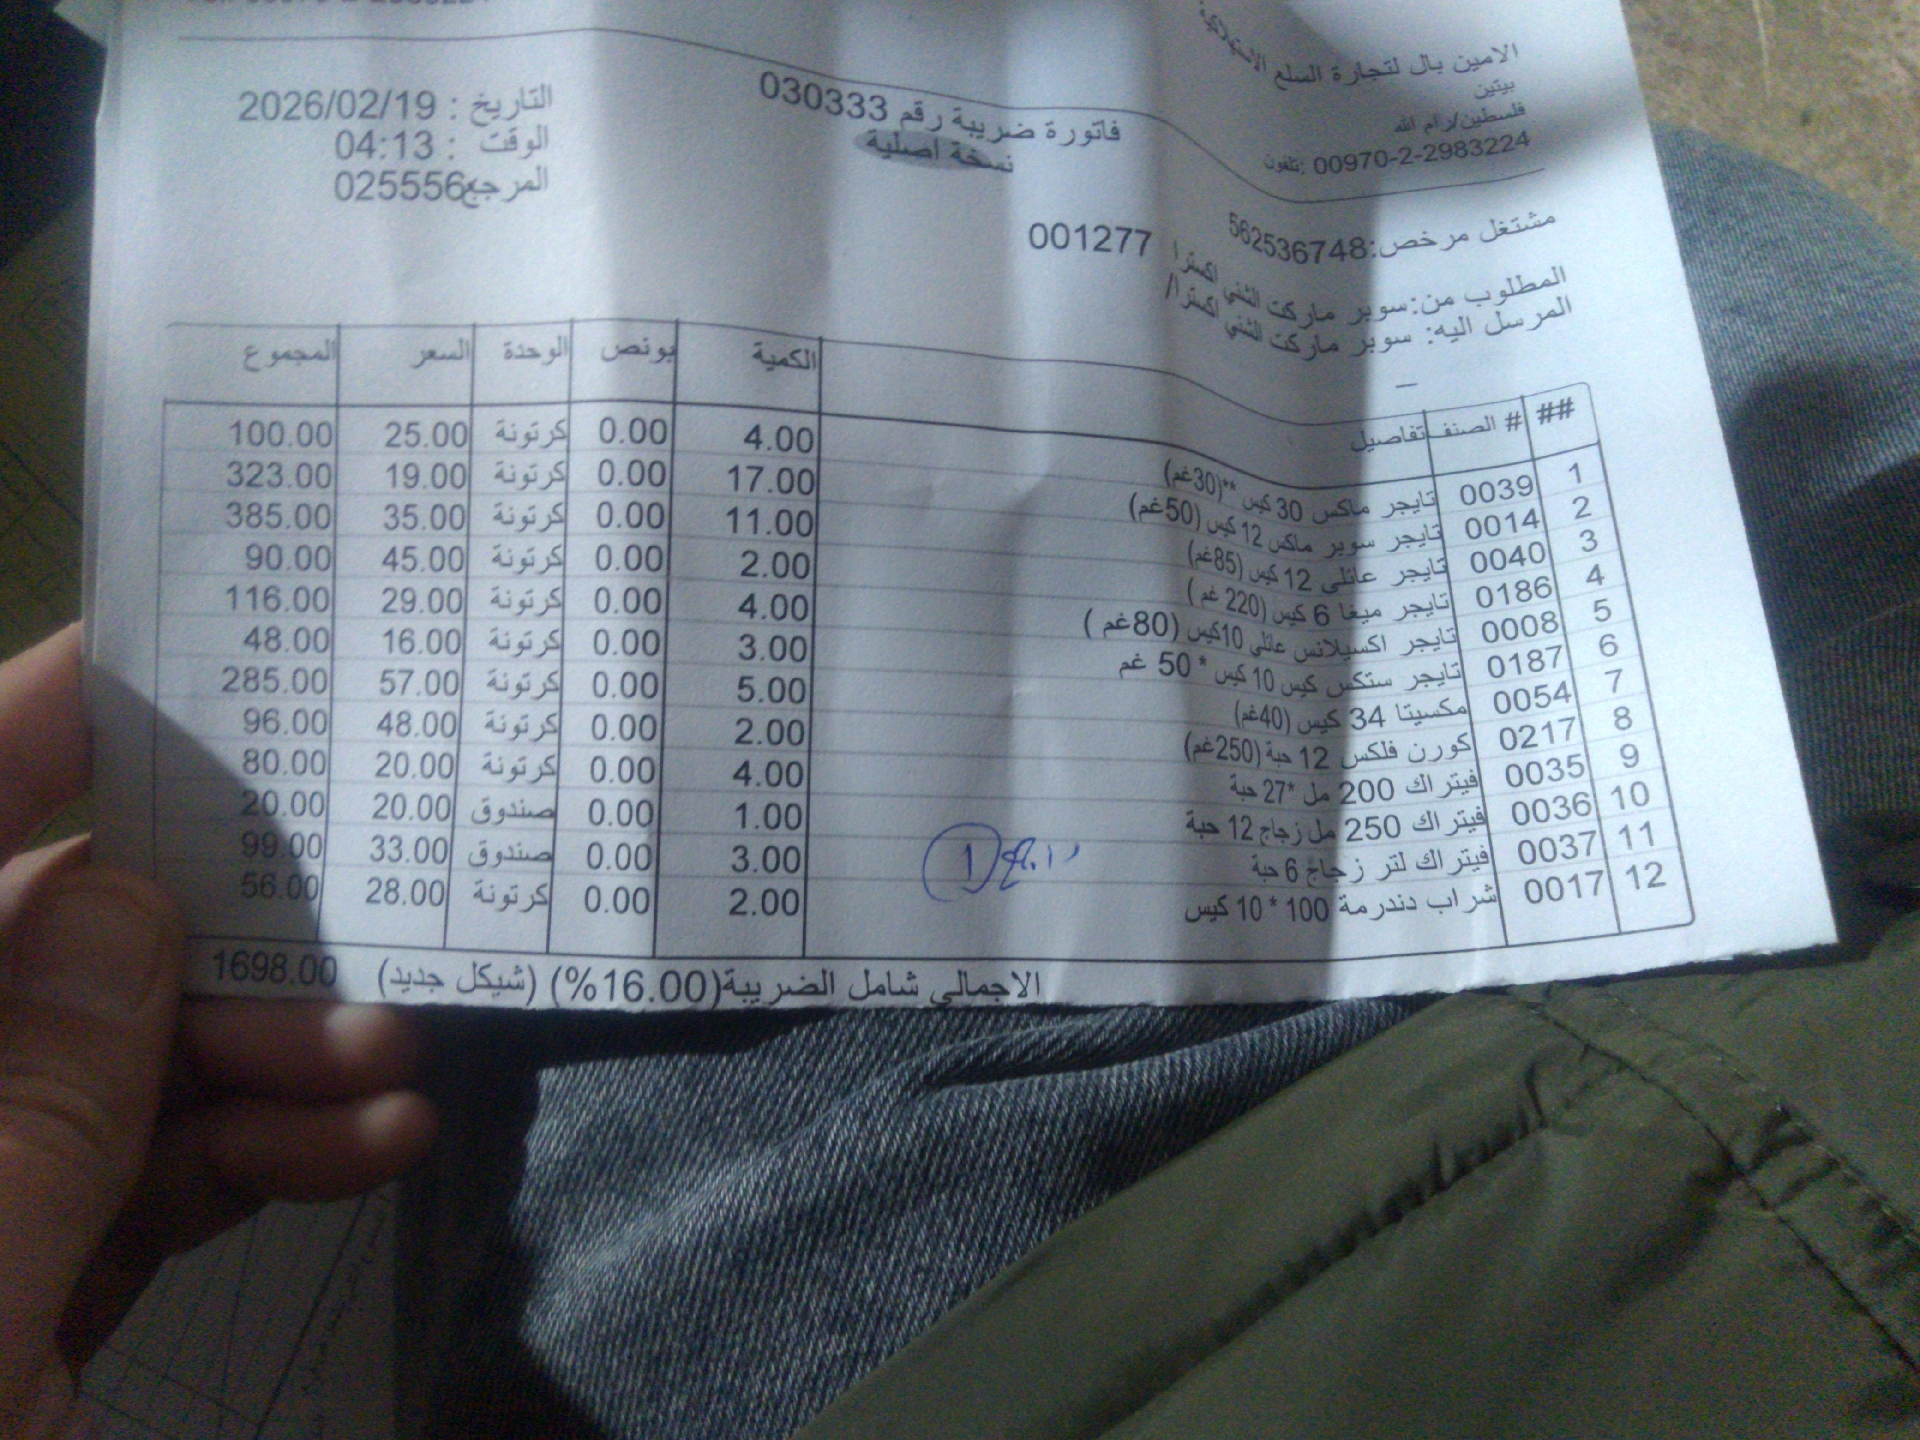 الامين بال لتجارة السلع الاستهلاكية
بيتين
فلسطين/رام الله
تلفون: 00970-2-2983224
فاتورة ضريبة رقم 030333
نسخة اصلية
التاريخ : 2026/02/19
الوقت : 04:13
المرجع 025556
مشتغل مرخص: 562536748
المطلوب من: سوبر ماركت الشني اكسترا 001277
المرسل اليه: سوبر ماركت الشني اكسترا/
_
## # الصنف تفاصيل الكمية بونص الوحدة السعر المجموع
1 0039 تايجر ماكس 30 كيس **(30غم) 4.00 0.00 كرتونة 25.00 100.00
2 0014 تايجر سوبر ماكس 12 كيس (50غم) 17.00 0.00 كرتونة 19.00 323.00
3 0040 تايجر عائلي 12 كيس (85غم) 11.00 0.00 كرتونة 35.00 385.00
4 0186 تايجر ميغا 6 كيس (220 غم ) 2.00 0.00 كرتونة 45.00 90.00
5 0008 تايجر اكسيلانس عائلي 10كيس (80غم ) 4.00 0.00 كرتونة 29.00 116.00
6 0187 تايجر ستكس كيس 10 كيس * 50 غم 3.00 0.00 كرتونة 16.00 48.00
7 0054 مكسيتا 34 كيس (40غم) 5.00 0.00 كرتونة 57.00 285.00
8 0217 كورن فلكس 12 حبة (250غم) 2.00 0.00 كرتونة 48.00 96.00
9 0035 فيتراك 200 مل *27 حبة 4.00 0.00 كرتونة 20.00 80.00
10 0036 فيتراك 250 مل زجاج 12 حبة 1.00 0.00 صندوق 20.00 20.00
11 0037 فيتراك لتر زجاج 6 حبة 3.00 0.00 صندوق 33.00 99.00
12 0017 شراب دندرمة 100 * 10 كيس 2.00 0.00 كرتونة 28.00 56.00
الاجمالي شامل الضريبة(16.00%) (شيكل جديد) 1698.00